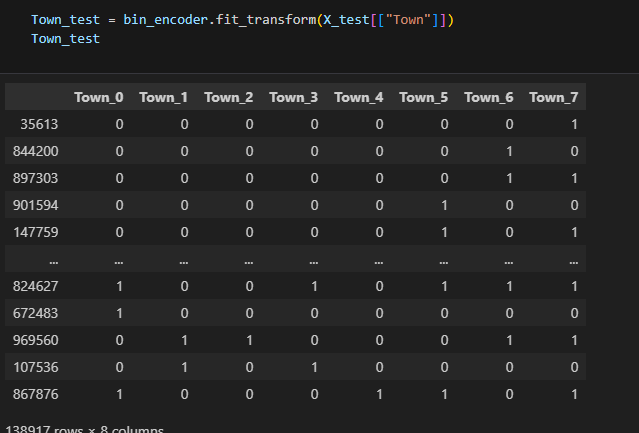 Town_test = bin_encoder.fit_transform(X_test[["Town"]])
Town_test
Town_0 Town_1 Town_2 Town_3 Town_4 Town_5 Town_6 Town_7
35613 0 0 0 0 0 0 0 1
844200 0 0 0 0 0 0 1 0
897303 0 0 0 0 0 0 1 1
901594 0 0 0 0 0 1 0 0
147759 0 0 0 0 0 1 0 1
... ... ... ... ... ... ... ... ...
824627 1 0 0 1 0 1 1 1
672483 1 0 0 0 0 0 0 0
969560 0 1 1 0 0 0 1 1
107536 0 1 0 1 0 0 0 0
867876 1 0 0 0 1 1 0 1
138917 rows × 8 columns